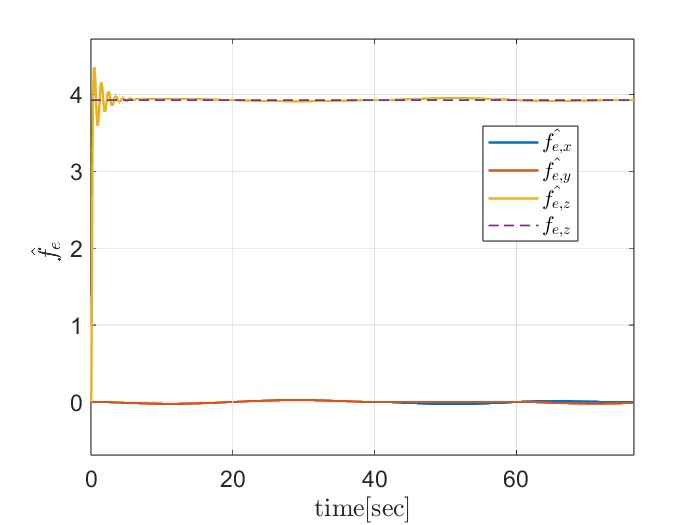 4
3
2
1
0
0
20
40
60
f̂_e
time[sec]
f̂_{e,x}
f̂_{e,y}
f̂_{e,z}
f_{e,z}